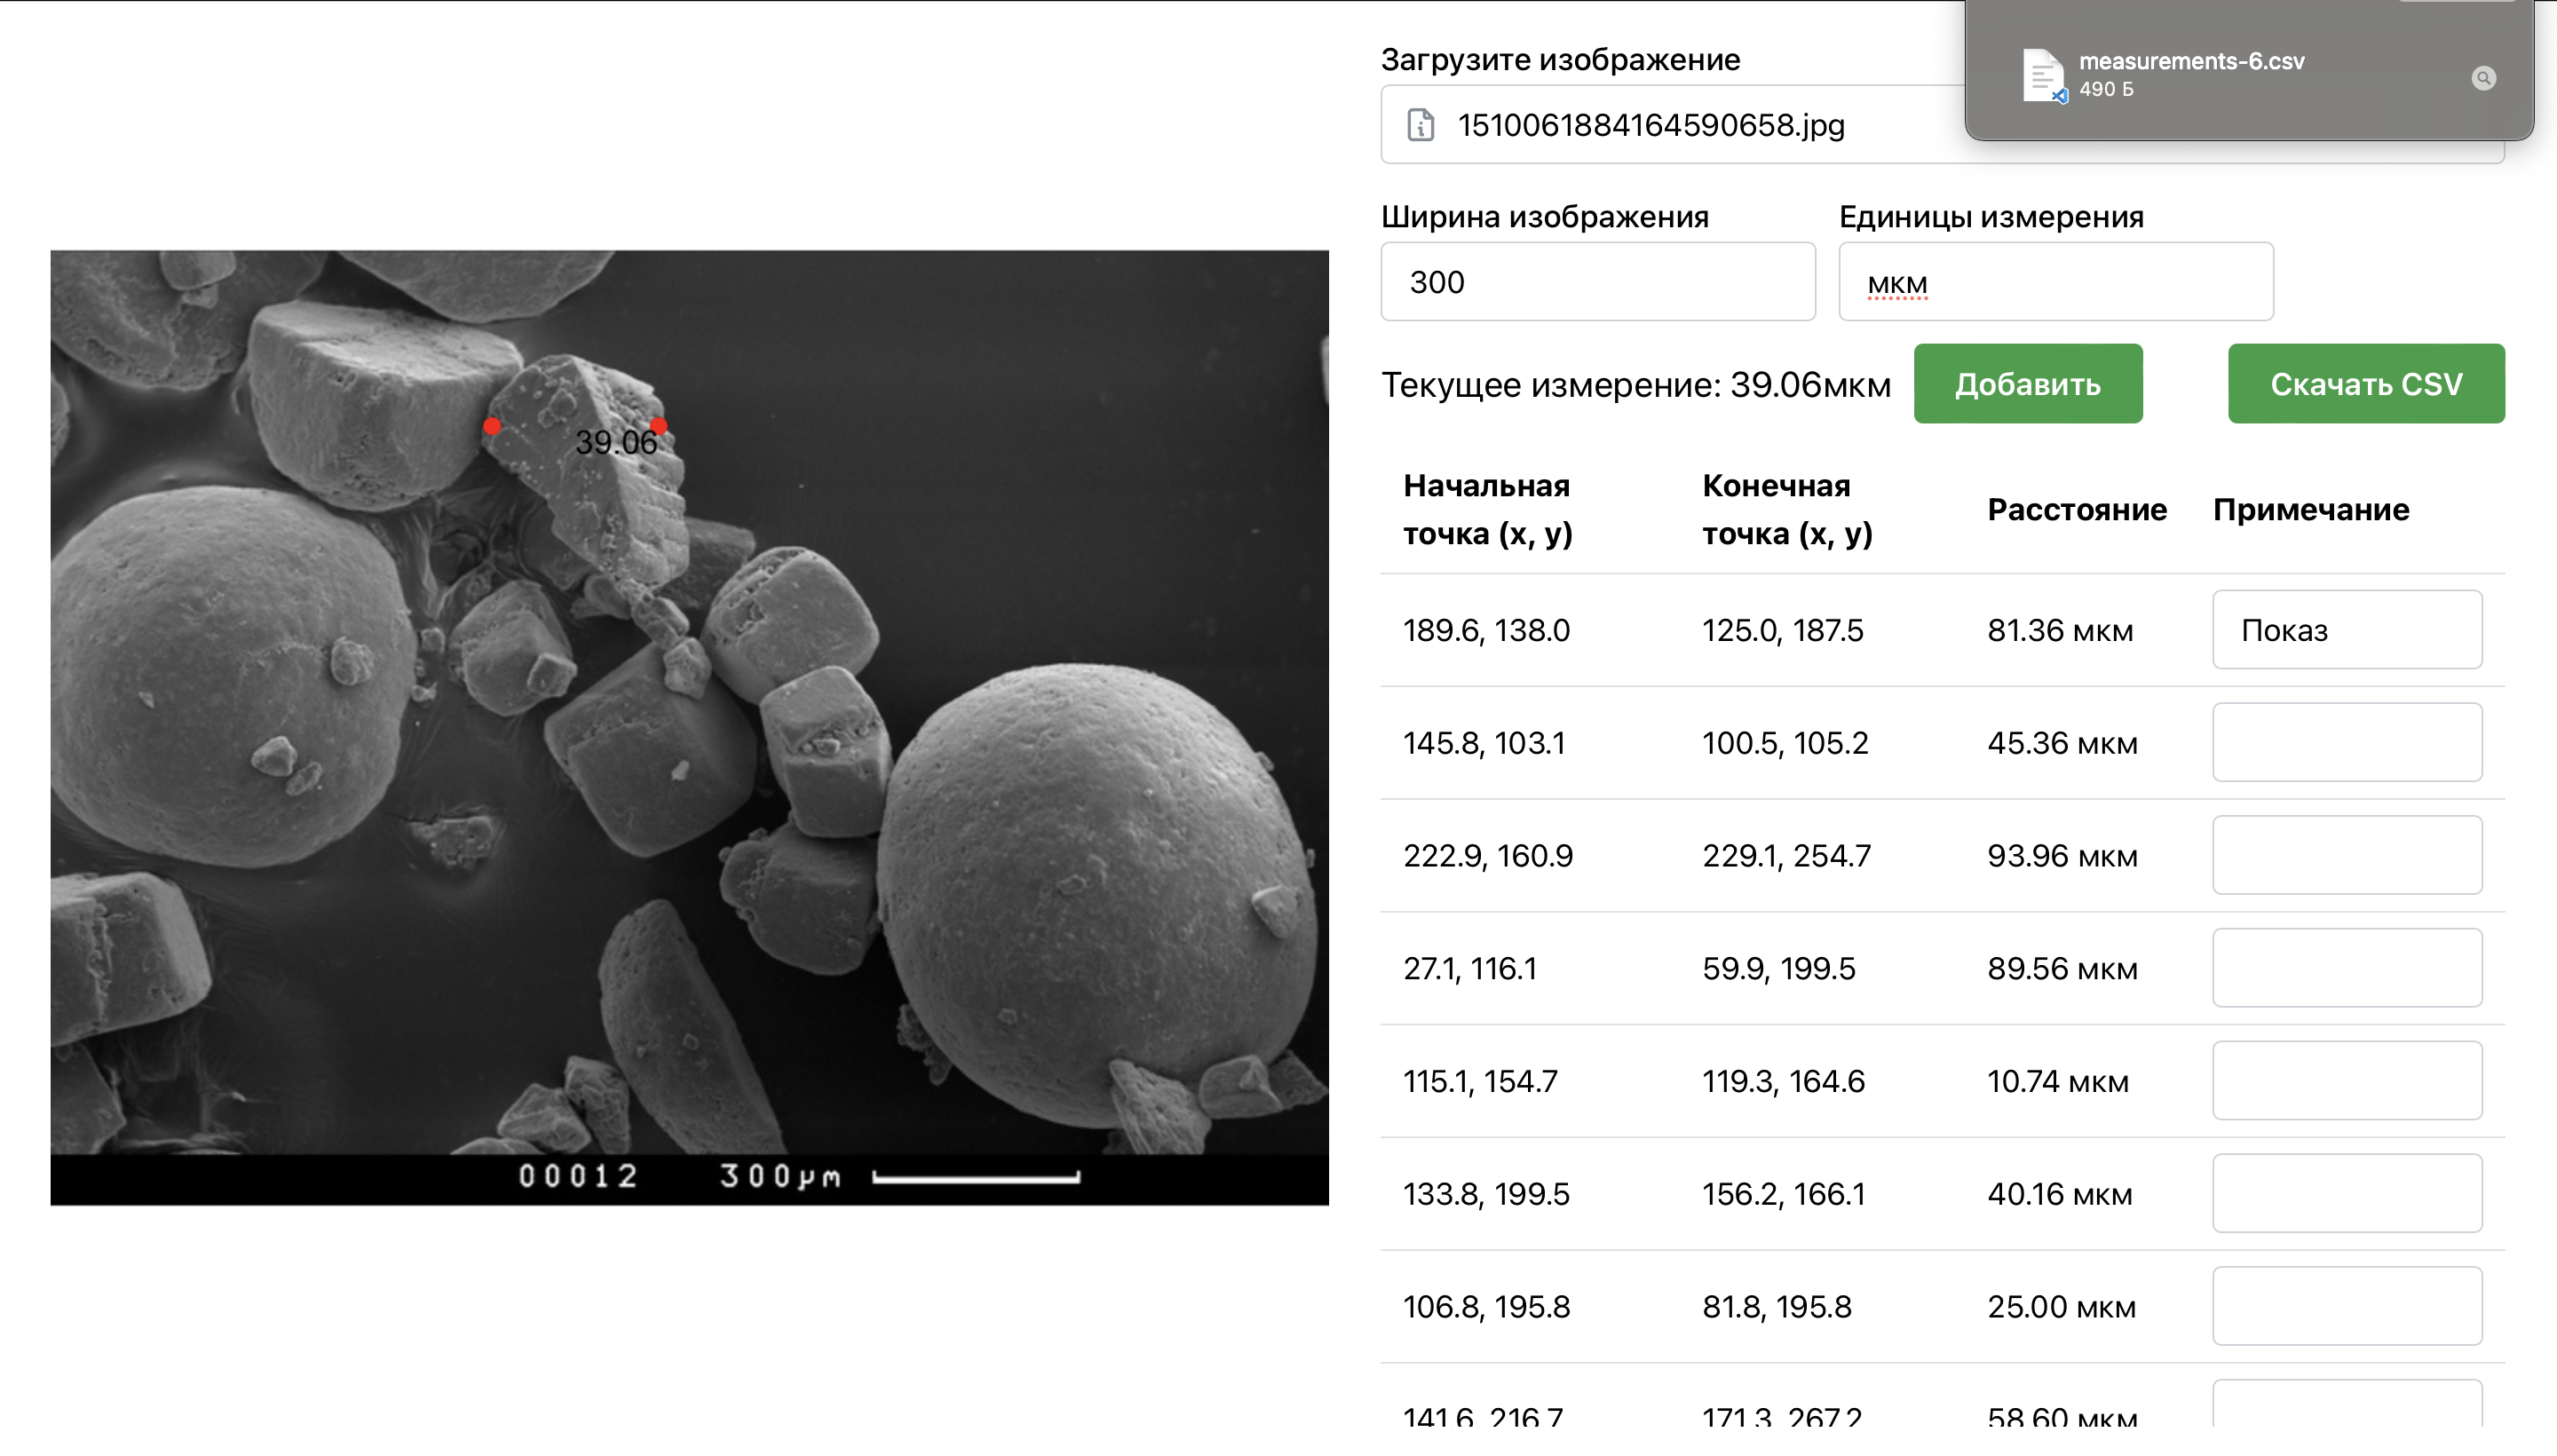 measurements-6.csv
490 Б
Загрузите изображение
1510061884164590658.jpg
Ширина изображения
Единицы измерения
300
мкм
Текущее измерение: 39.06мкм
Добавить
Скачать CSV
39.06
00012 300µm
Начальная точка (x, y)
Конечная точка (x, y)
Расстояние
Примечание
189.6, 138.0 125.0, 187.5 81.36 мкм Показ
145.8, 103.1 100.5, 105.2 45.36 мкм
222.9, 160.9 229.1, 254.7 93.96 мкм
27.1, 116.1 59.9, 199.5 89.56 мкм
115.1, 154.7 119.3, 164.6 10.74 мкм
133.8, 199.5 156.2, 166.1 40.16 мкм
106.8, 195.8 81.8, 195.8 25.00 мкм
141.6, 216.7 171.3, 267.2 58.60 мкм